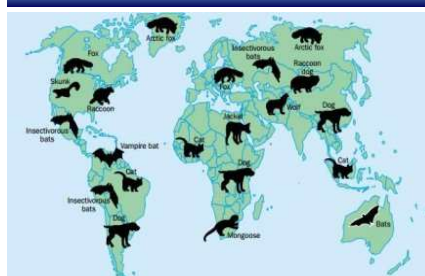 Arctic fox
Arctic fox
Fox
Insectivorous
bats
Raccoon
dog
Skunk
Fox
Raccoon
Wolf
Dog
Insectivorous
bats
Jackel
Cat
Vampire bat
Cat
Cat
Dog
Insectivorous
bats
Dog
Mongoose
Bats